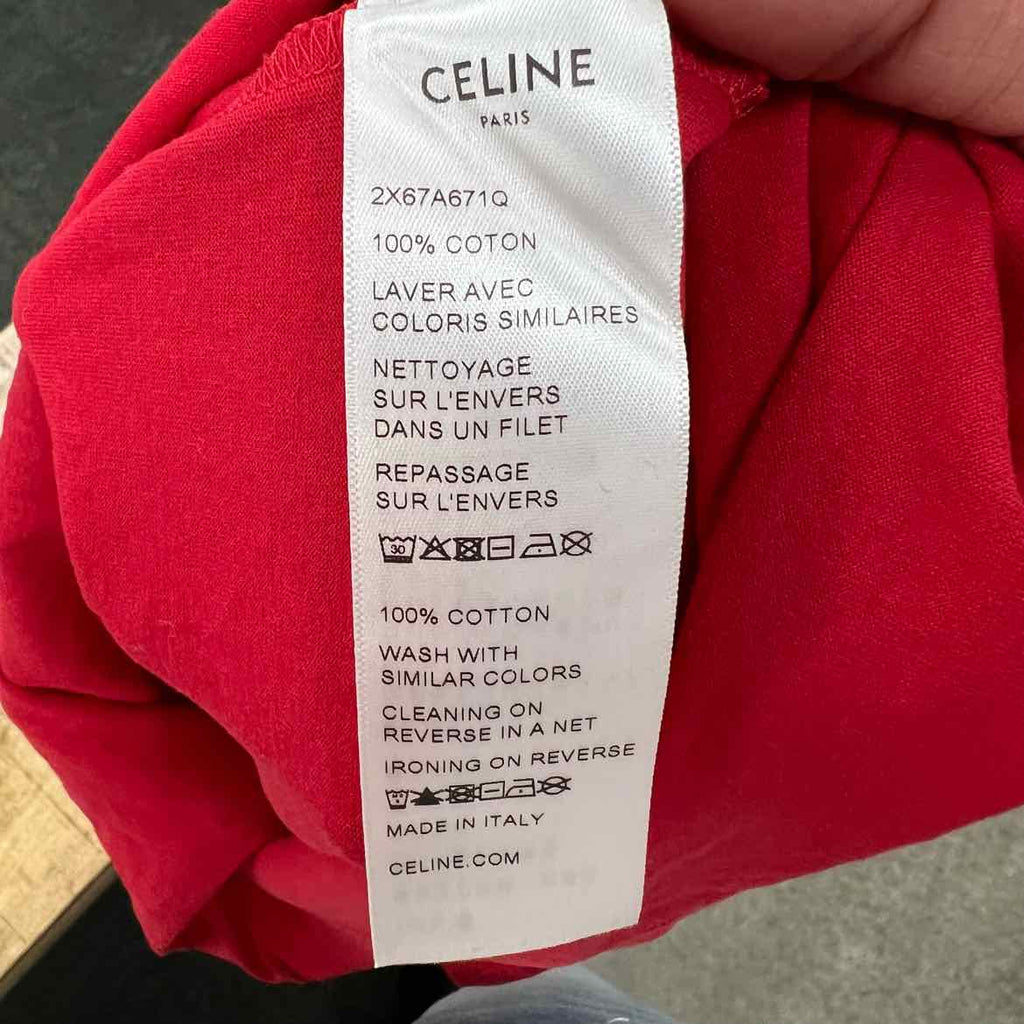 CELINE
PARIS
2X67A671Q
100% COTON
LAVER AVEC
COLORIS SIMILAIRES
NETTOYAGE
SUR L'ENVERS
DANS UN FILET
REPASSAGE
SUR L'ENVERS
30
100% COTTON
WASH WITH
SIMILAR COLORS
CLEANING ON
REVERSE IN A NET
IRONING ON REVERSE
MADE IN ITALY
CELINE.COM